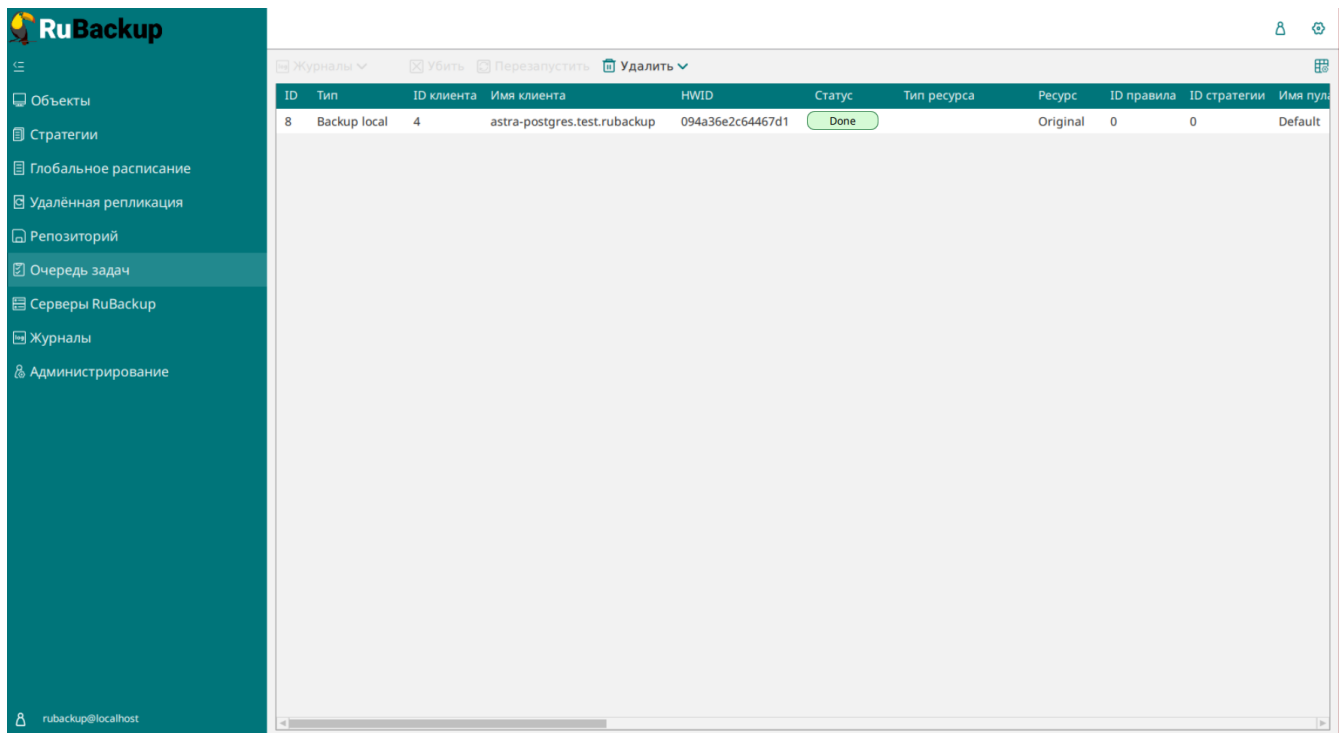 RuBackup
Журналы Убить Перезапустить Удалить
Объекты
Стратегии
Глобальное расписание
Удалённая репликация
Репозиторий
Очередь задач
Серверы RuBackup
Журналы
Администрирование
rubackup@localhost
ID Тип ID клиента Имя клиента HWID Статус Тип ресурса Ресурс ID правила ID стратегии Имя пула
8 Backup local 4 astra-postgres.test.rubackup 094a36e2c64467d1 Done Original 0 0 Default